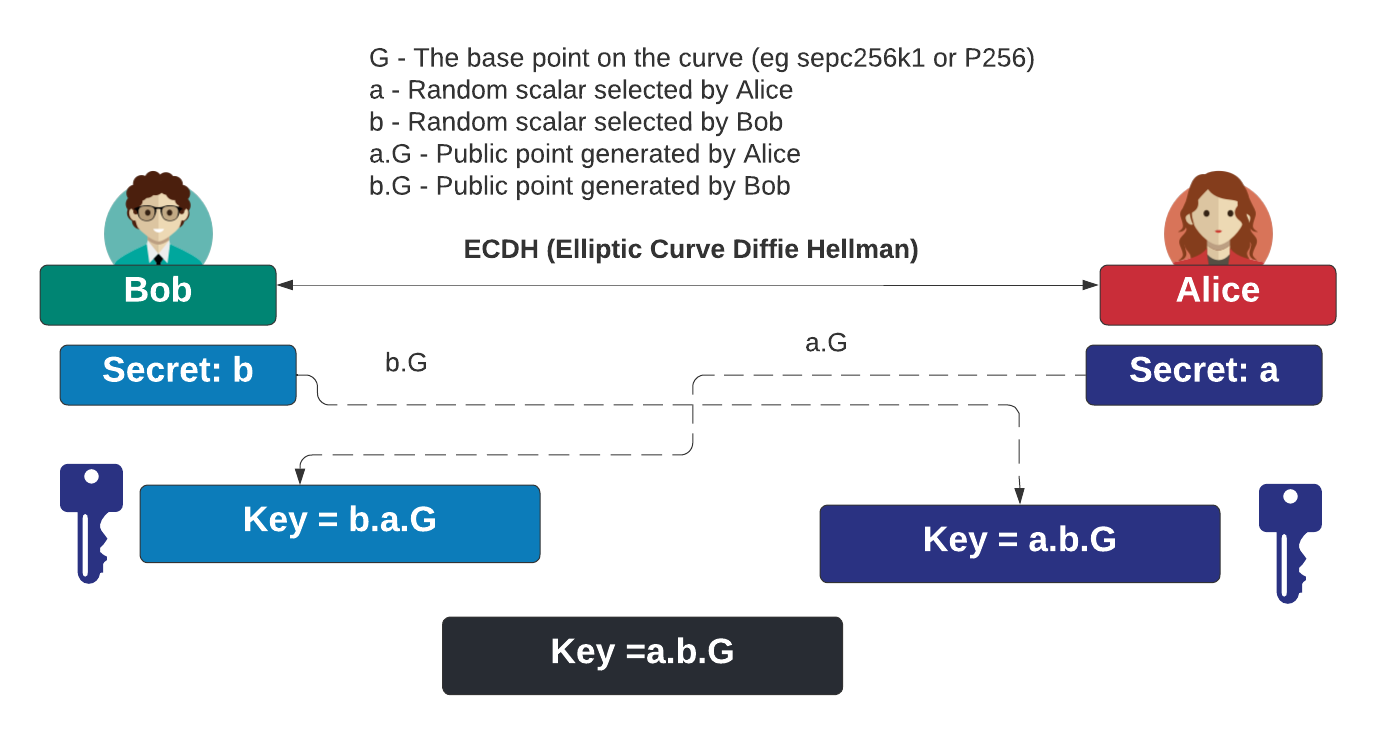 G - The base point on the curve (eg sepc256k1 or P256)
a - Random scalar selected by Alice
b - Random scalar selected by Bob
a.G - Public point generated by Alice
b.G - Public point generated by Bob
ECDH (Elliptic Curve Diffie Hellman)
Bob
Alice
Secret: b
b.G
a.G
Secret: a
Key = b.a.G
Key = a.b.G
Key =a.b.G